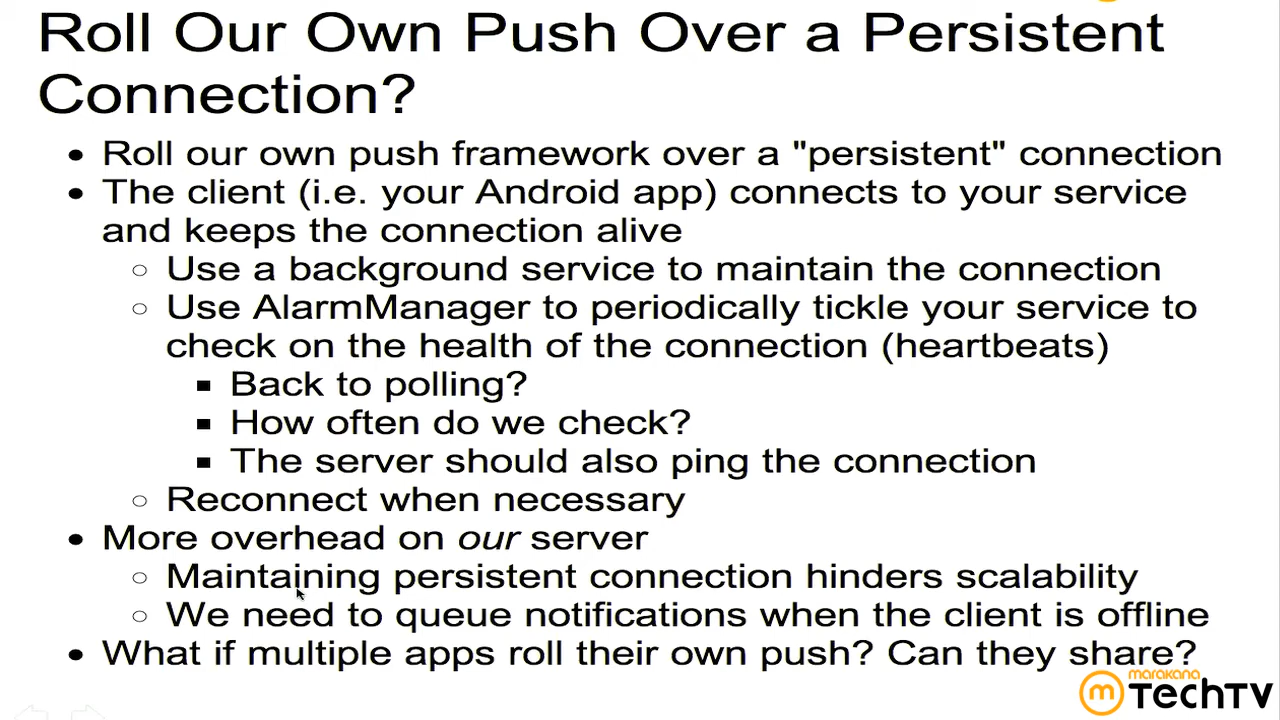 Roll Our Own Push Over a Persistent
Connection?
• Roll our own push framework over a "persistent" connection
• The client (i.e. your Android app) connects to your service
and keeps the connection alive
○ Use a background service to maintain the connection
○ Use AlarmManager to periodically tickle your service to
check on the health of the connection (heartbeats)
■ Back to polling?
■ How often do we check?
■ The server should also ping the connection
○ Reconnect when necessary
• More overhead on our server
○ Maintaining persistent connection hinders scalability
○ We need to queue notifications when the client is offline
• What if multiple apps roll their own push? Can they share?
marakana
m TechTV